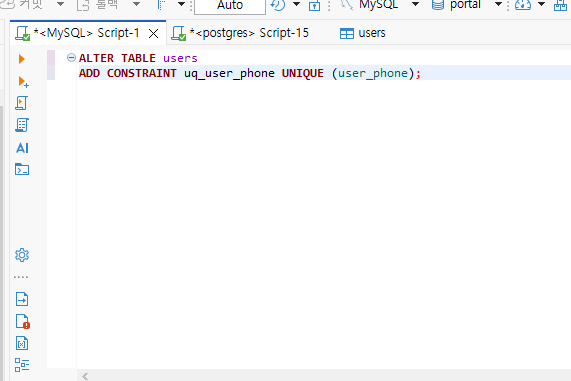 커밋 롤백 Auto MySQL portal
*<MySQL> Script-1 *<postgres> Script-15 users
ALTER TABLE users
ADD CONSTRAINT uq_user_phone UNIQUE (user_phone);
AI